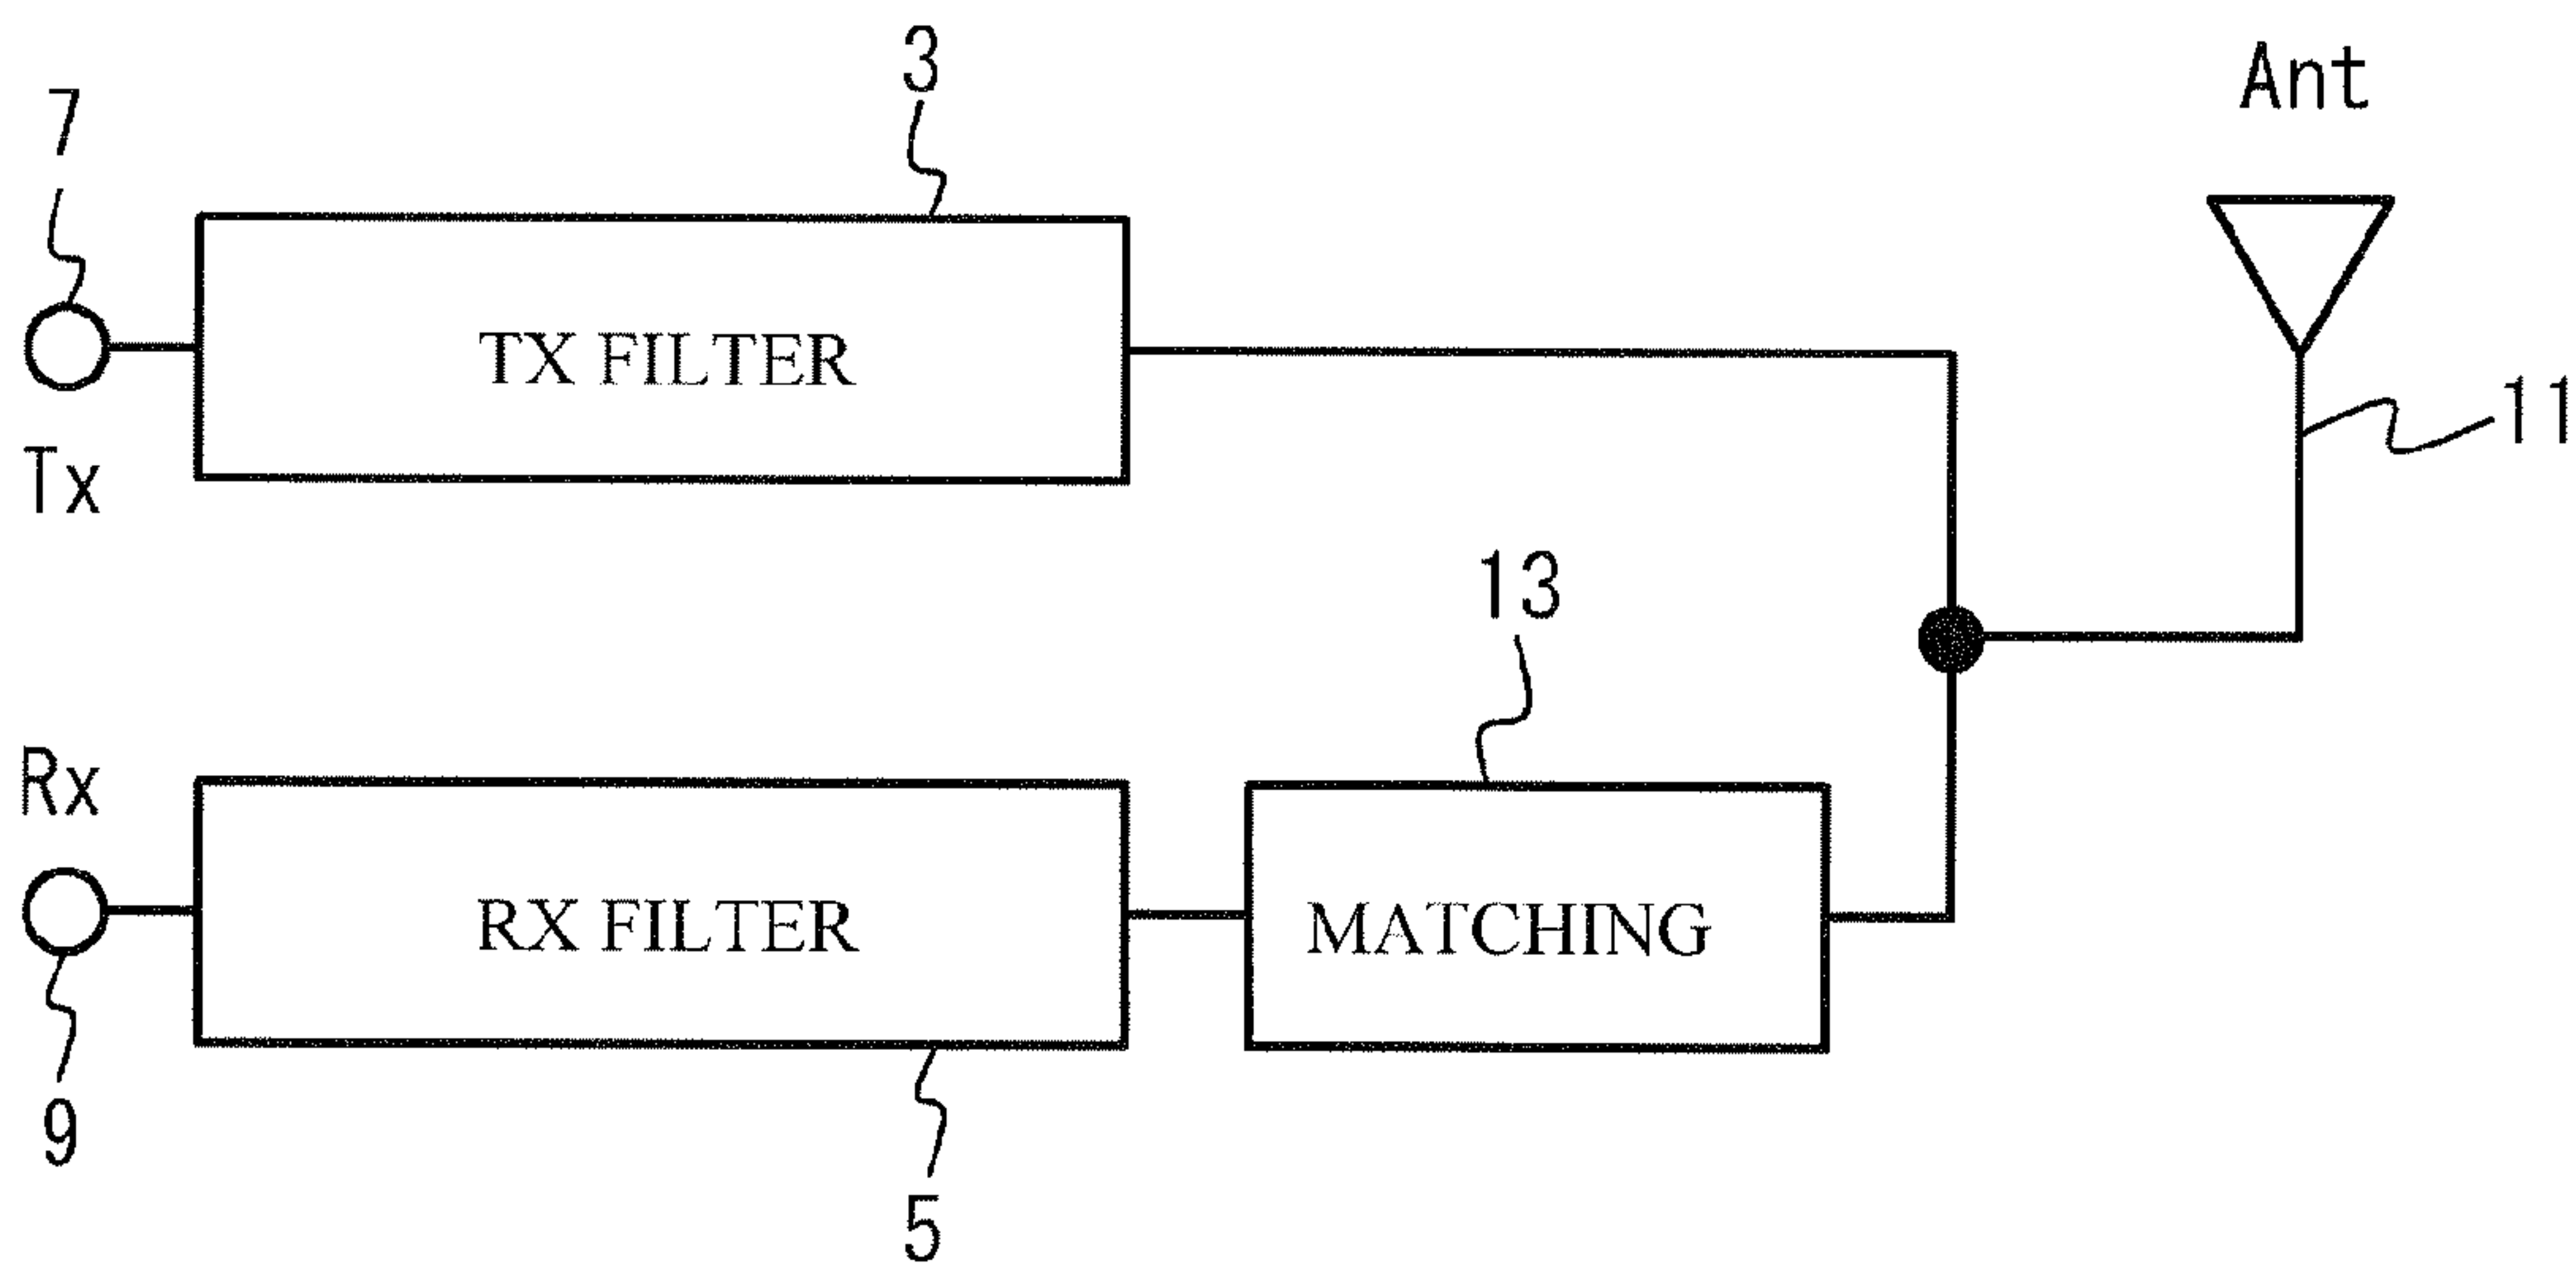 3
Ant
7
TX FILTER
11
Tx
13
Rx
RX FILTER
MATCHING
9
5